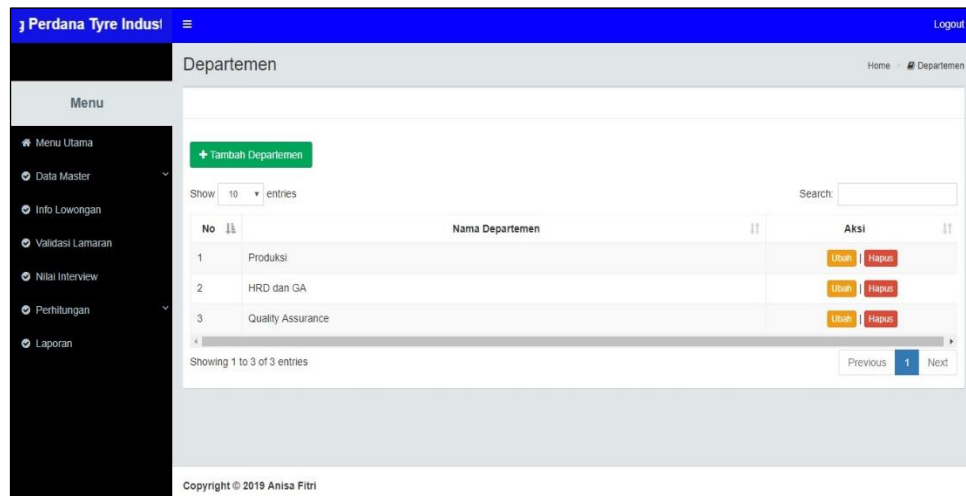 g Perdana Tyre Indust
Logout
Departemen
Home Departemen
Menu
Menu Utama
Data Master
Info Lowongan
Validasi Lamaran
Nilai Interview
Perhitungan
Laporan
+ Tambah Departemen
Show 10 entries
Search:
No Nama Departemen Aksi
1 Produksi Ubah | Hapus
2 HRD dan GA Ubah | Hapus
3 Quality Assurance Ubah | Hapus
Showing 1 to 3 of 3 entries
Previous 1 Next
Copyright © 2019 Anisa Fitri